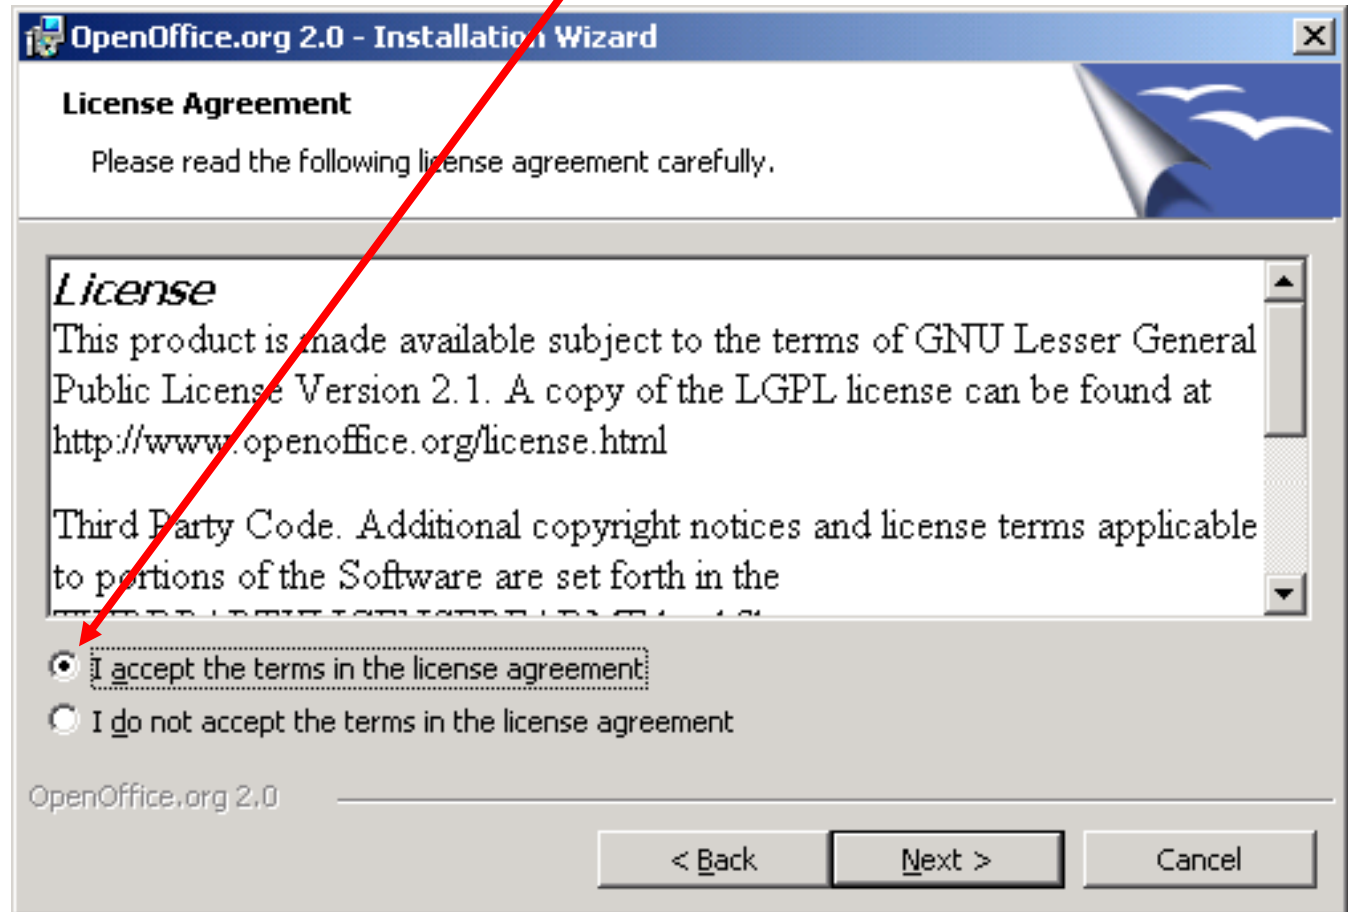 OpenOffice.org 2.0 - Installation Wizard
License Agreement
Please read the following license agreement carefully.
License
This product is made available subject to the terms of GNU Lesser General
Public License Version 2.1. A copy of the LGPL license can be found at
http://www.openoffice.org/license.html
Third Party Code. Additional copyright notices and license terms applicable
to portions of the Software are set forth in the
I accept the terms in the license agreement
I do not accept the terms in the license agreement
OpenOffice.org 2.0
< Back
Next >
Cancel